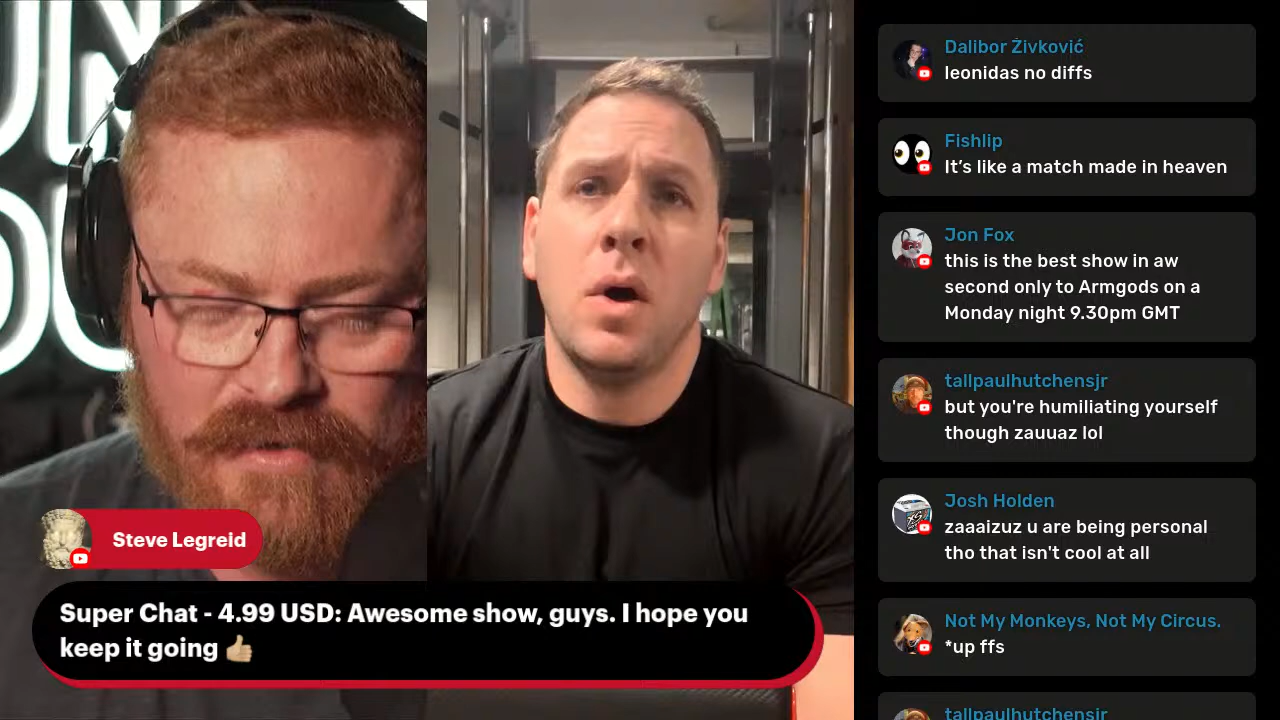 Dalibor Živković
leonidas no diffs
Fishlip
It’s like a match made in heaven
Jon Fox
this is the best show in aw
second only to Armgods on a
Monday night 9.30pm GMT
tallpaulhutchensjr
but you're humiliating yourself
though zauuaz lol
Josh Holden
zaaaizuz u are being personal
tho that isn't cool at all
Not My Monkeys, Not My Circus.
*up ffs
tallpaulhutchensjr
Steve Legreid
Super Chat - 4.99 USD: Awesome show, guys. I hope you
keep it going 👍🏼